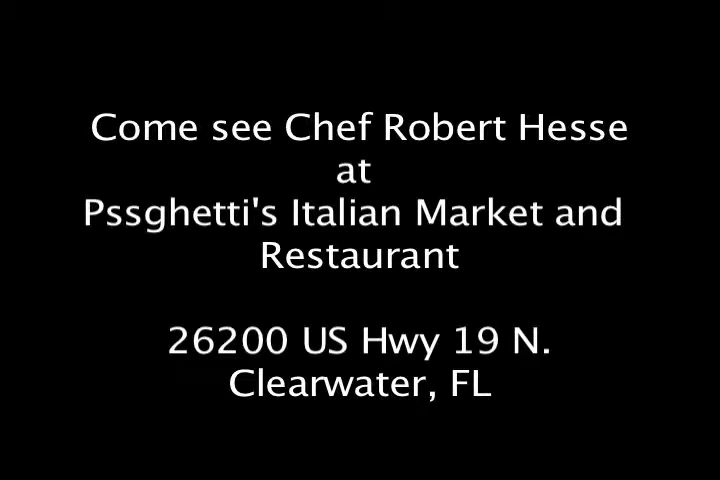 Come see Chef Robert Hesse
at
Pssghetti's Italian Market and
Restaurant
26200 US Hwy 19 N.
Clearwater, FL